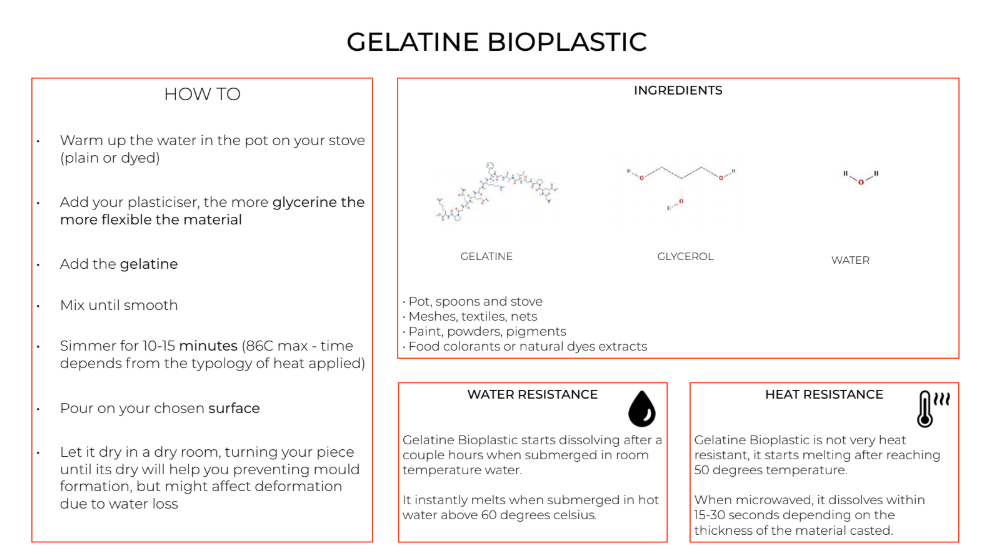 GELATINE BIOPLASTIC
HOW TO
• Warm up the water in the pot on your stove
(plain or dyed)
• Add your plasticiser, the more glycerine the
more flexible the material
• Add the gelatine
• Mix until smooth
• Simmer for 10-15 minutes (86C max - time
depends from the typology of heat applied)
• Pour on your chosen surface
• Let it dry in a dry room, turning your piece
until its dry will help you preventing mould
formation, but might affect deformation
due to water loss
INGREDIENTS
H O O H
H O
H O H
GELATINE
GLYCEROL
WATER
• Pot, spoons and stove
• Meshes, textiles, nets
• Paint, powders, pigments
• Food colorants or natural dyes extracts
WATER RESISTANCE
Gelatine Bioplastic starts dissolving after a
couple hours when submerged in room
temperature water.
It instantly melts when submerged in hot
water above 60 degrees celsius.
HEAT RESISTANCE
Gelatine Bioplastic is not very heat
resistant, it starts melting after reaching
50 degrees temperature.
When microwaved, it dissolves within
15-30 seconds depending on the
thickness of the material casted.